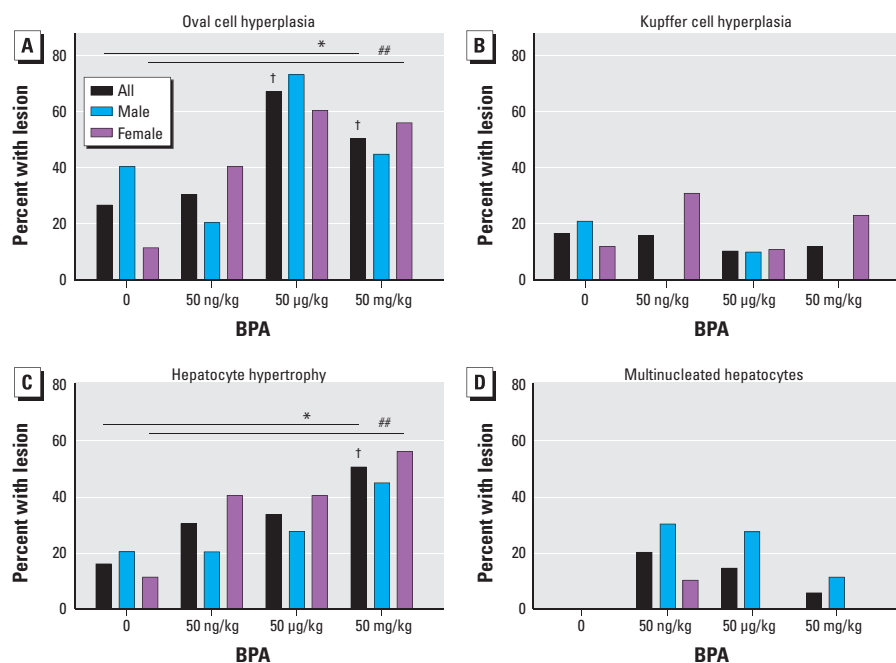 A
Oval cell hyperplasia
Percent with lesion
80
60
40
20
0
*
##
All
Male
Female
†
†
0
50 ng/kg
50 µg/kg
50 mg/kg
BPA
B
Kupffer cell hyperplasia
Percent with lesion
80
60
40
20
0
0
50 ng/kg
50 µg/kg
50 mg/kg
BPA
C
Hepatocyte hypertrophy
Percent with lesion
80
60
40
20
0
*
##
†
0
50 ng/kg
50 µg/kg
50 mg/kg
BPA
D
Multinucleated hepatocytes
Percent with lesion
80
60
40
20
0
0
50 ng/kg
50 µg/kg
50 mg/kg
BPA